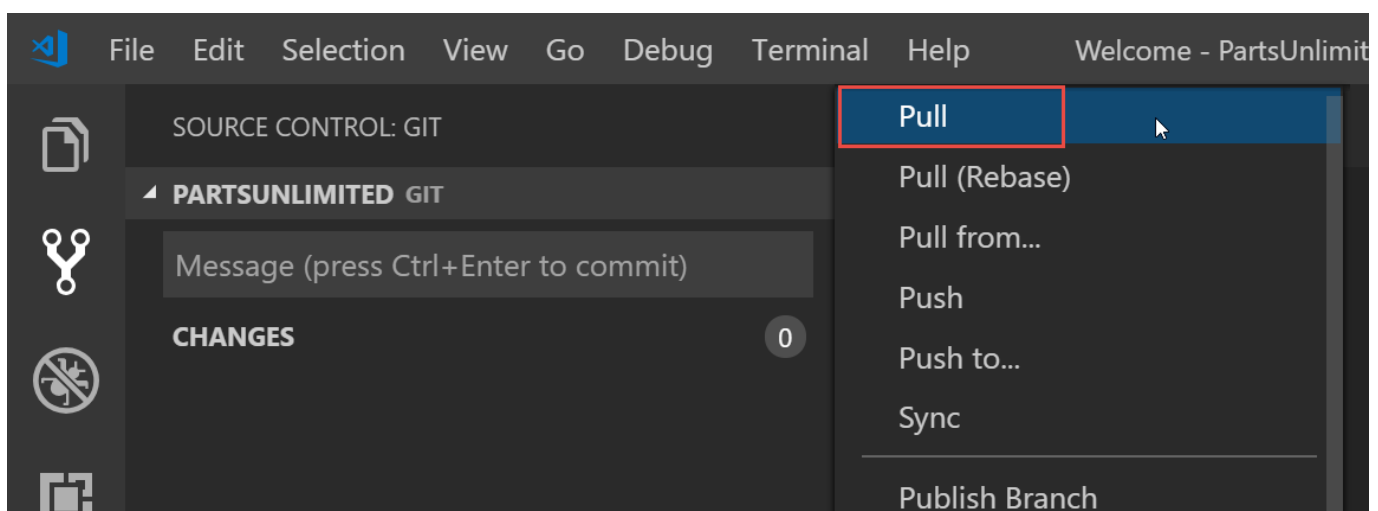 File Edit Selection View Go Debug Terminal Help Welcome - PartsUnlimit
SOURCE CONTROL: GIT
PARTSUNLIMITED GIT
Message (press Ctrl+Enter to commit)
CHANGES 0
Pull
Pull (Rebase)
Pull from...
Push
Push to...
Sync
Publish Branch